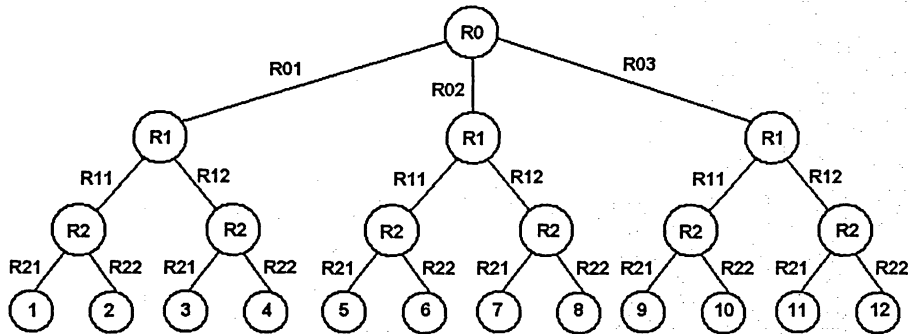 R0
R01 R02 R03
R1 R1 R1
R11 R12 R11 R12 R11 R12
R2 R2 R2 R2 R2 R2
R21 R22 R21 R22 R21 R22 R21 R22 R21 R22 R21 R22
1 2 3 4 5 6 7 8 9 10 11 12